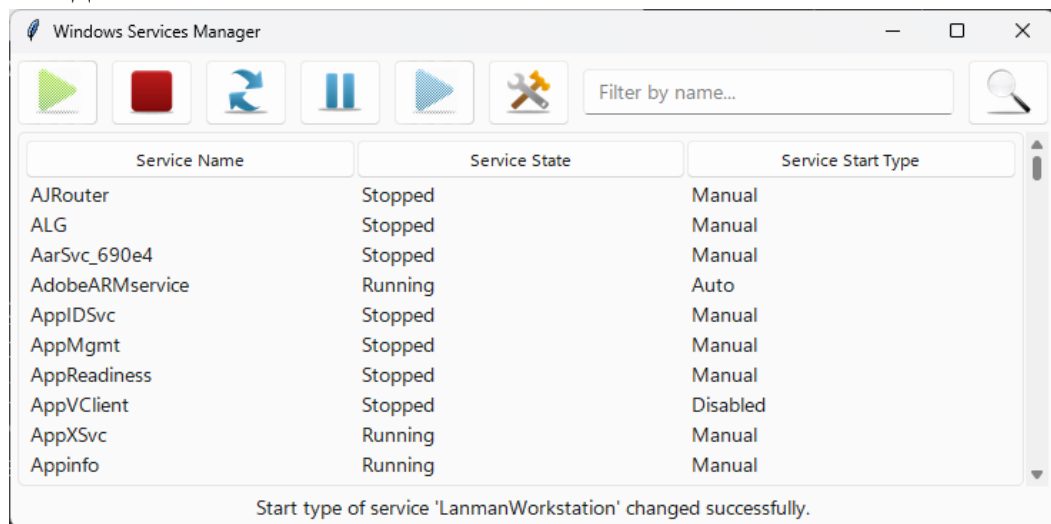 Windows Services Manager
Filter by name...
Service Name Service State Service Start Type
AJRouter Stopped Manual
ALG Stopped Manual
AarSvc_690e4 Stopped Manual
AdobeARMservice Running Auto
AppIDSvc Stopped Manual
AppMgmt Stopped Manual
AppReadiness Stopped Manual
AppVClient Stopped Disabled
AppXSvc Running Manual
Appinfo Running Manual
Start type of service 'LanmanWorkstation' changed successfully.